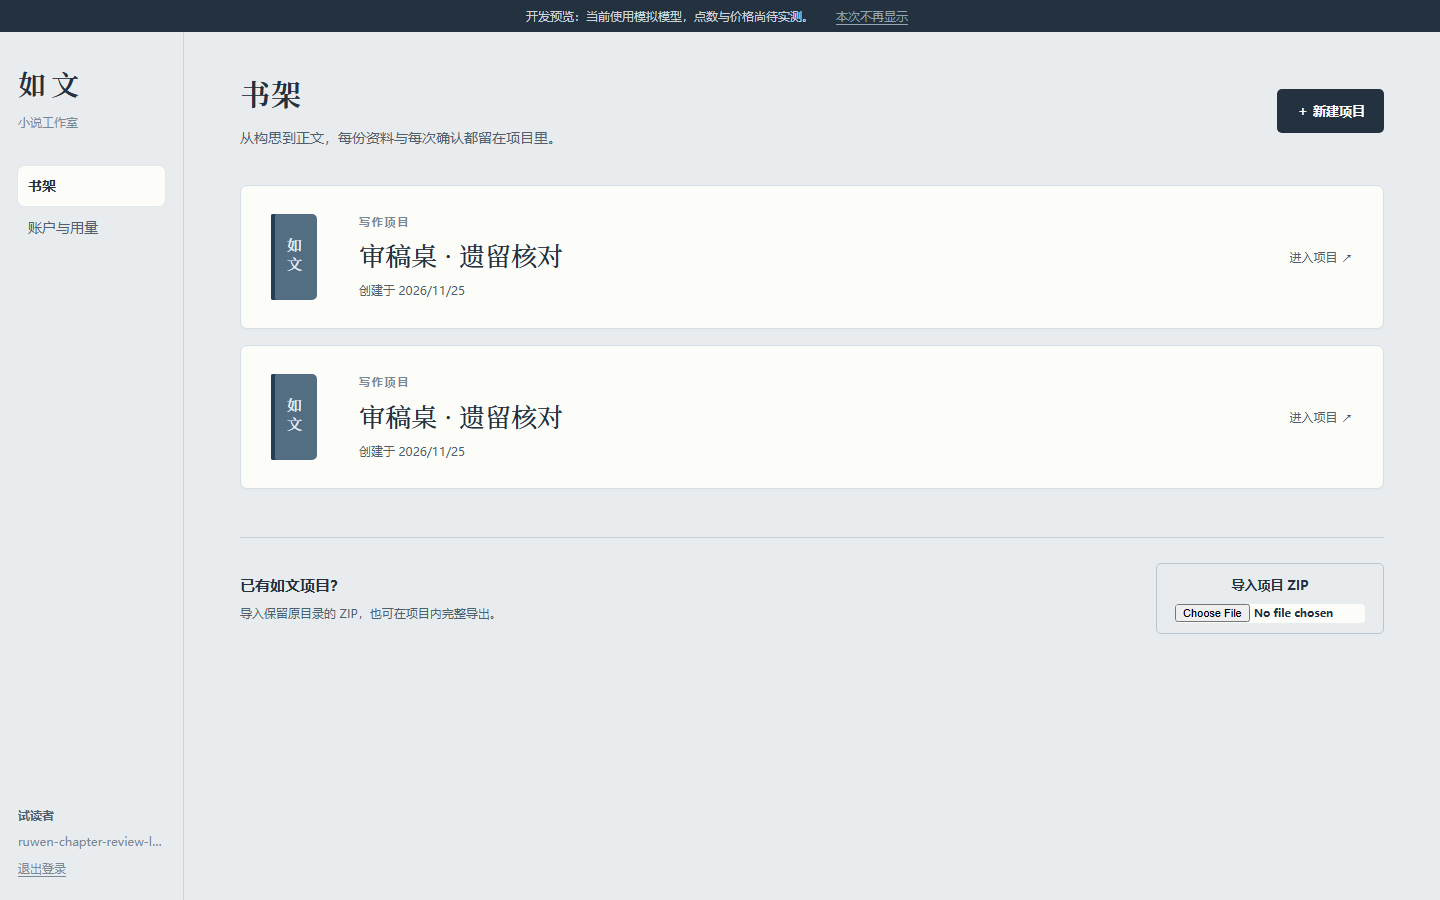 开发预览：当前使用模拟模型，点数与价格尚待实测。 本次不再显示
如文
小说工作室
书架
账户与用量
书架
从构思到正文，每份资料与每次确认都留在项目里。
+ 新建项目
如
文
写作项目
审稿桌 · 遗留核对
创建于 2026/11/25
进入项目 ↗
如
文
写作项目
审稿桌 · 遗留核对
创建于 2026/11/25
进入项目 ↗
已有如文项目？
导入保留原目录的 ZIP，也可在项目内完整导出。
导入项目 ZIP
Choose File No file chosen
试读者
ruwen-chapter-review-l...
退出登录